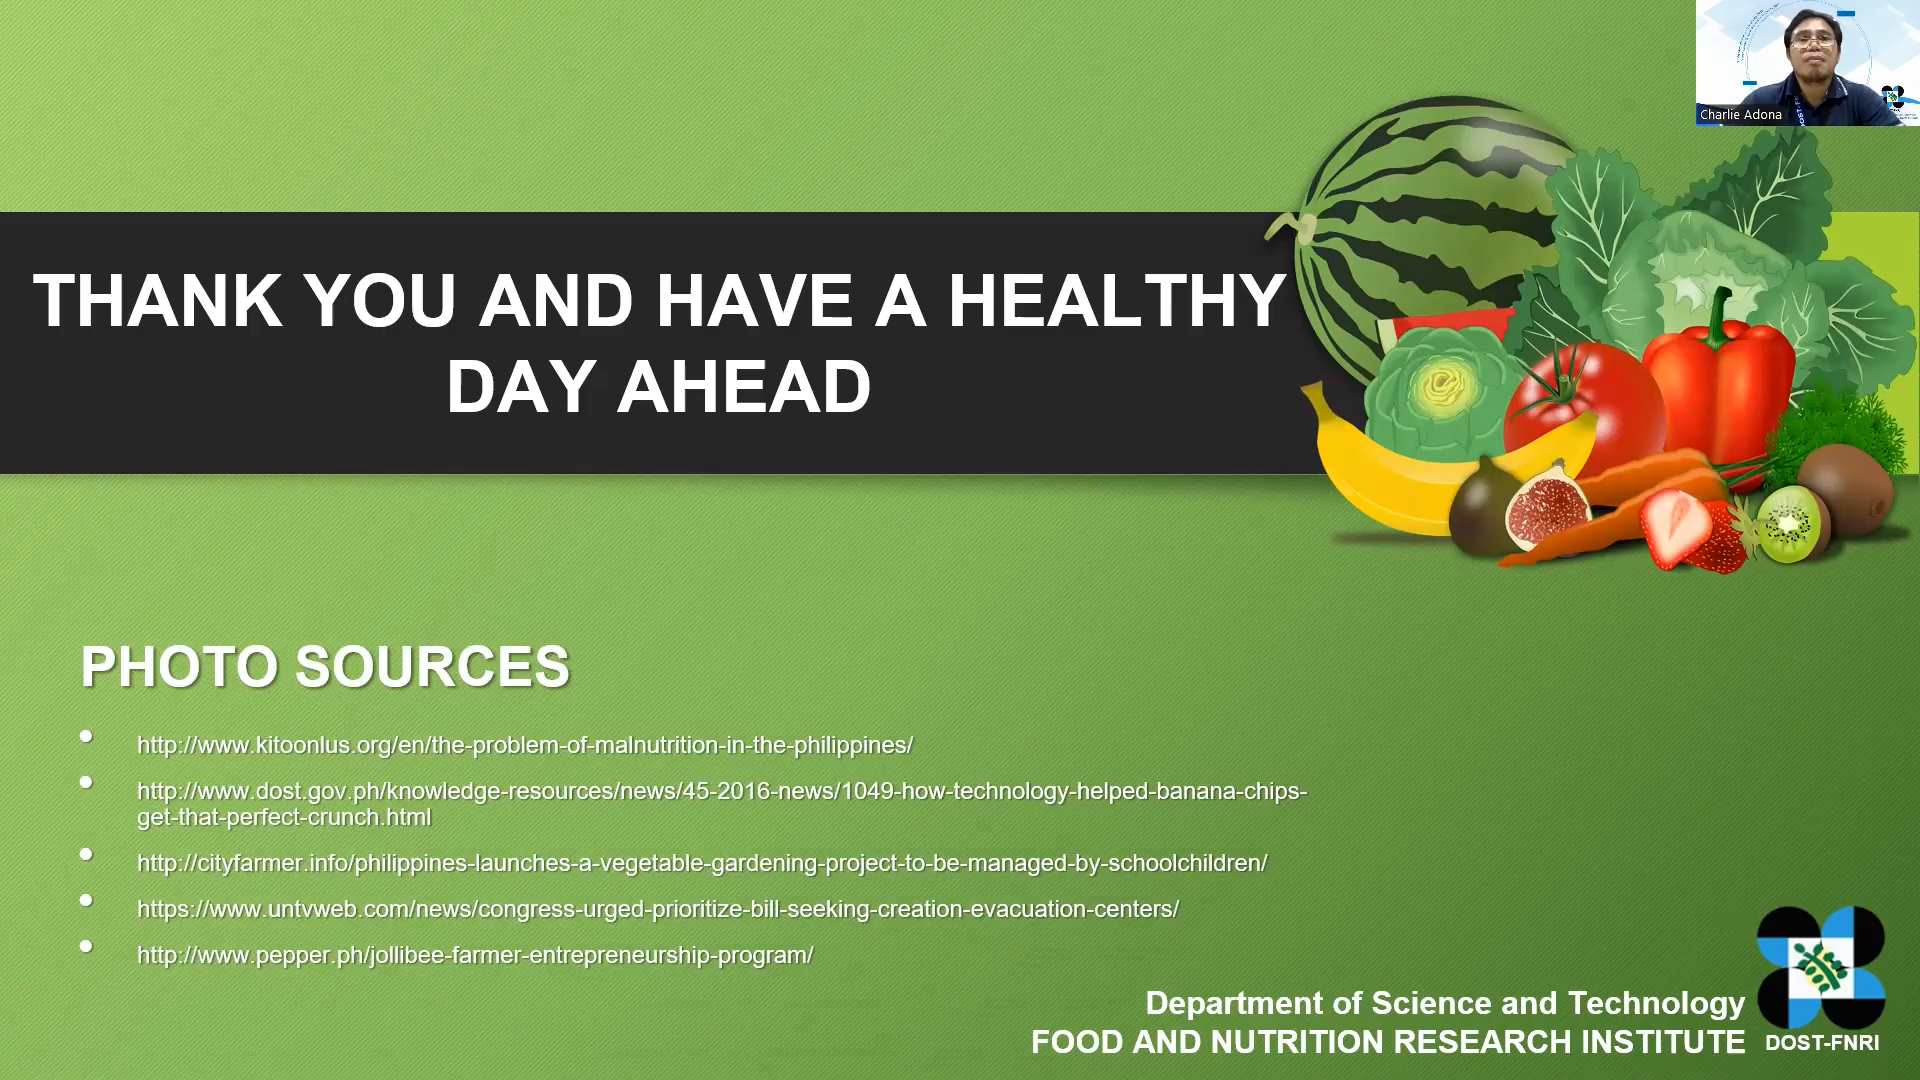 Charlie Adona
THANK YOU AND HAVE A HEALTHY
DAY AHEAD
PHOTO SOURCES
http://www.kitoonlus.org/en/the-problem-of-malnutrition-in-the-philippines/
http://www.dost.gov.ph/knowledge-resources/news/45-2016-news/1049-how-technology-helped-banana-chips-
get-that-perfect-crunch.html
http://cityfarmer.info/philippines-launches-a-vegetable-gardening-project-to-be-managed-by-schoolchildren/
https://www.untvweb.com/news/congress-urged-prioritize-bill-seeking-creation-evacuation-centers/
http://www.pepper.ph/jollibee-farmer-entrepreneurship-program/
Department of Science and Technology
FOOD AND NUTRITION RESEARCH INSTITUTE
DOST-FNRI